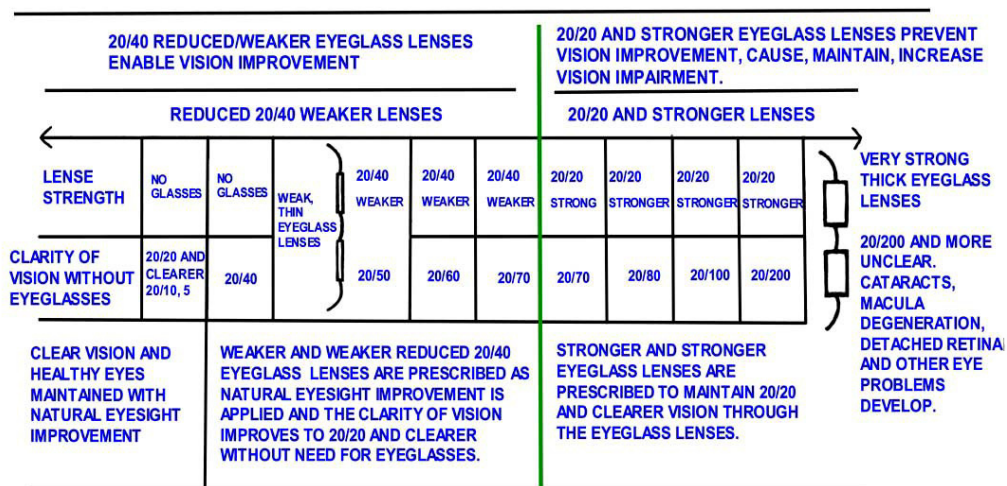 20/40 REDUCED/WEAKER EYEGLASS LENSES
ENABLE VISION IMPROVEMENT
20/20 AND STRONGER EYEGLASS LENSES PREVENT
VISION IMPROVEMENT, CAUSE, MAINTAIN, INCREASE
VISION IMPAIRMENT.
REDUCED 20/40 WEAKER LENSES
20/20 AND STRONGER LENSES
LENSE
STRENGTH
NO
GLASSES
NO
GLASSES
WEAK,
THIN
EYEGLASS
LENSES
20/40
WEAKER
20/40
WEAKER
20/40
WEAKER
20/20
STRONG
20/20
STRONGER
20/20
STRONGER
20/20
STRONGER
VERY STRONG
THICK EYEGLASS
LENSES
CLARITY OF
VISION WITHOUT
EYEGLASSES
20/20 AND
CLEARER
20/10, 5
20/40
20/50
20/60
20/70
20/70
20/80
20/100
20/200
20/200 AND MORE
UNCLEAR.
CATARACTS,
MACULA
DEGENERATION,
DETACHED RETINA
AND OTHER EYE
PROBLEMS
DEVELOP.
CLEAR VISION AND
HEALTHY EYES
MAINTAINED WITH
NATURAL EYESIGHT
IMPROVEMENT
WEAKER AND WEAKER REDUCED 20/40
EYEGLASS LENSES ARE PRESCRIBED AS
NATURAL EYESIGHT IMPROVEMENT IS
APPLIED AND THE CLARITY OF VISION
IMPROVES TO 20/20 AND CLEARER
WITHOUT NEED FOR EYEGLASSES.
STRONGER AND STRONGER
EYEGLASS LENSES ARE
PRESCRIBED TO MAINTAIN 20/20
AND CLEARER VISION THROUGH
THE EYEGLASS LENSES.